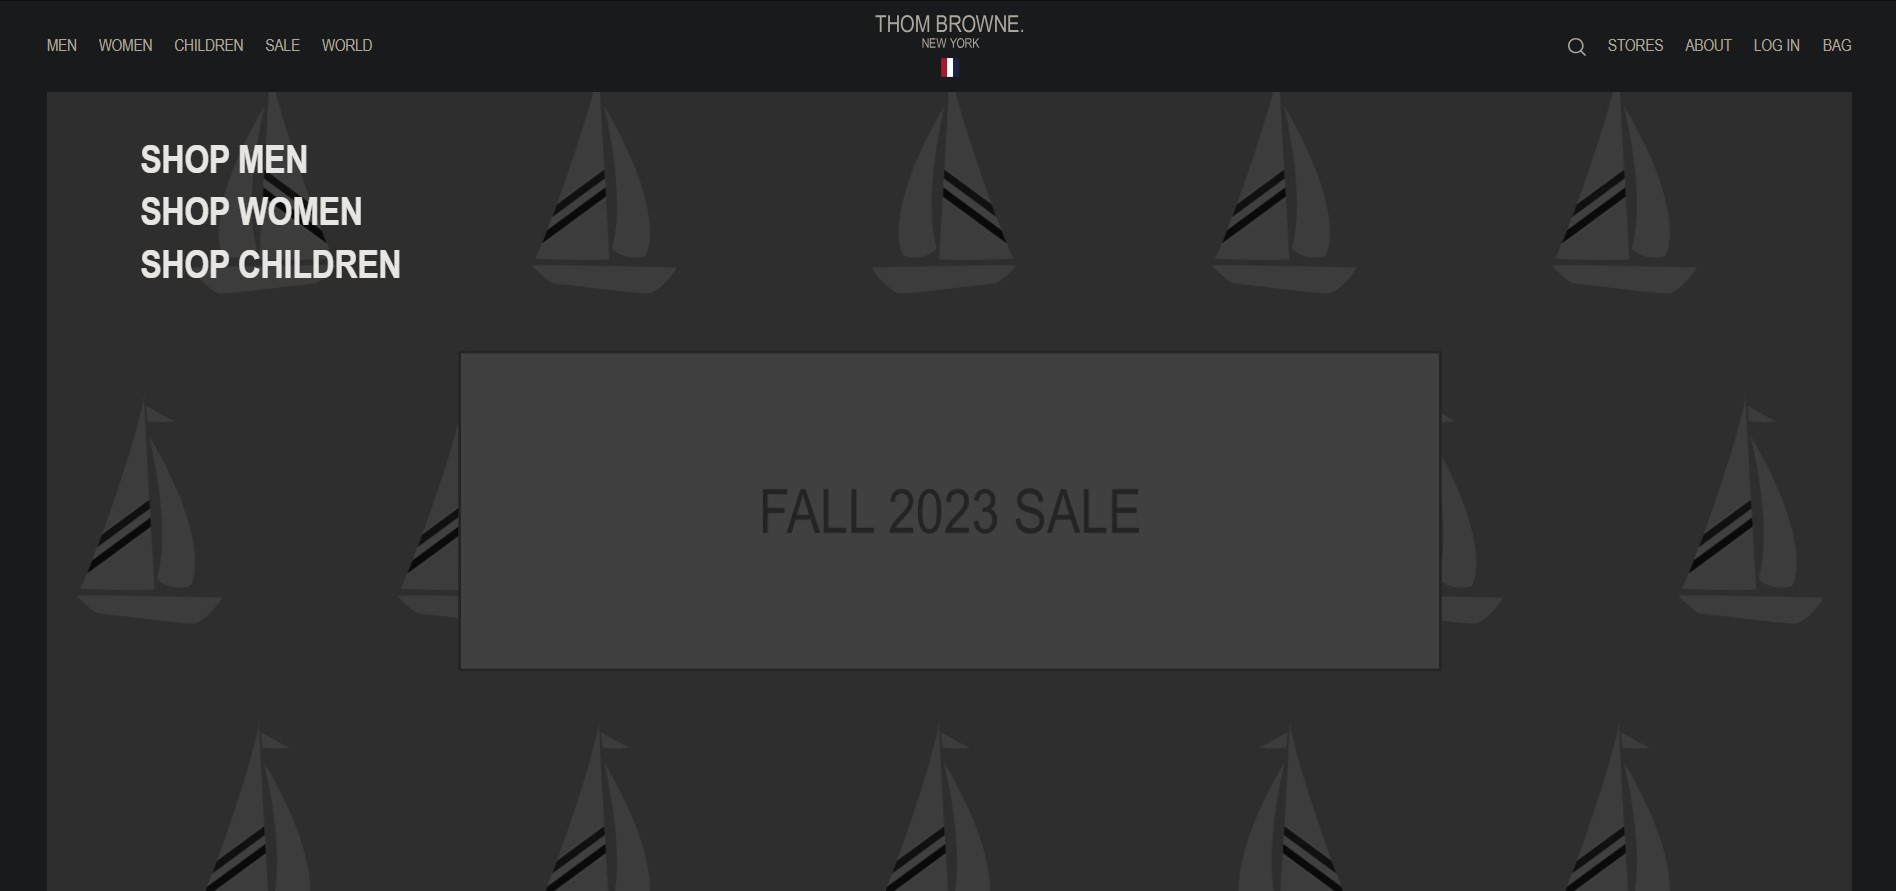 THOM BROWNE.
NEW YORK
MEN WOMEN CHILDREN SALE WORLD
STORES ABOUT LOG IN BAG
SHOP MEN
SHOP WOMEN
SHOP CHILDREN
FALL 2023 SALE